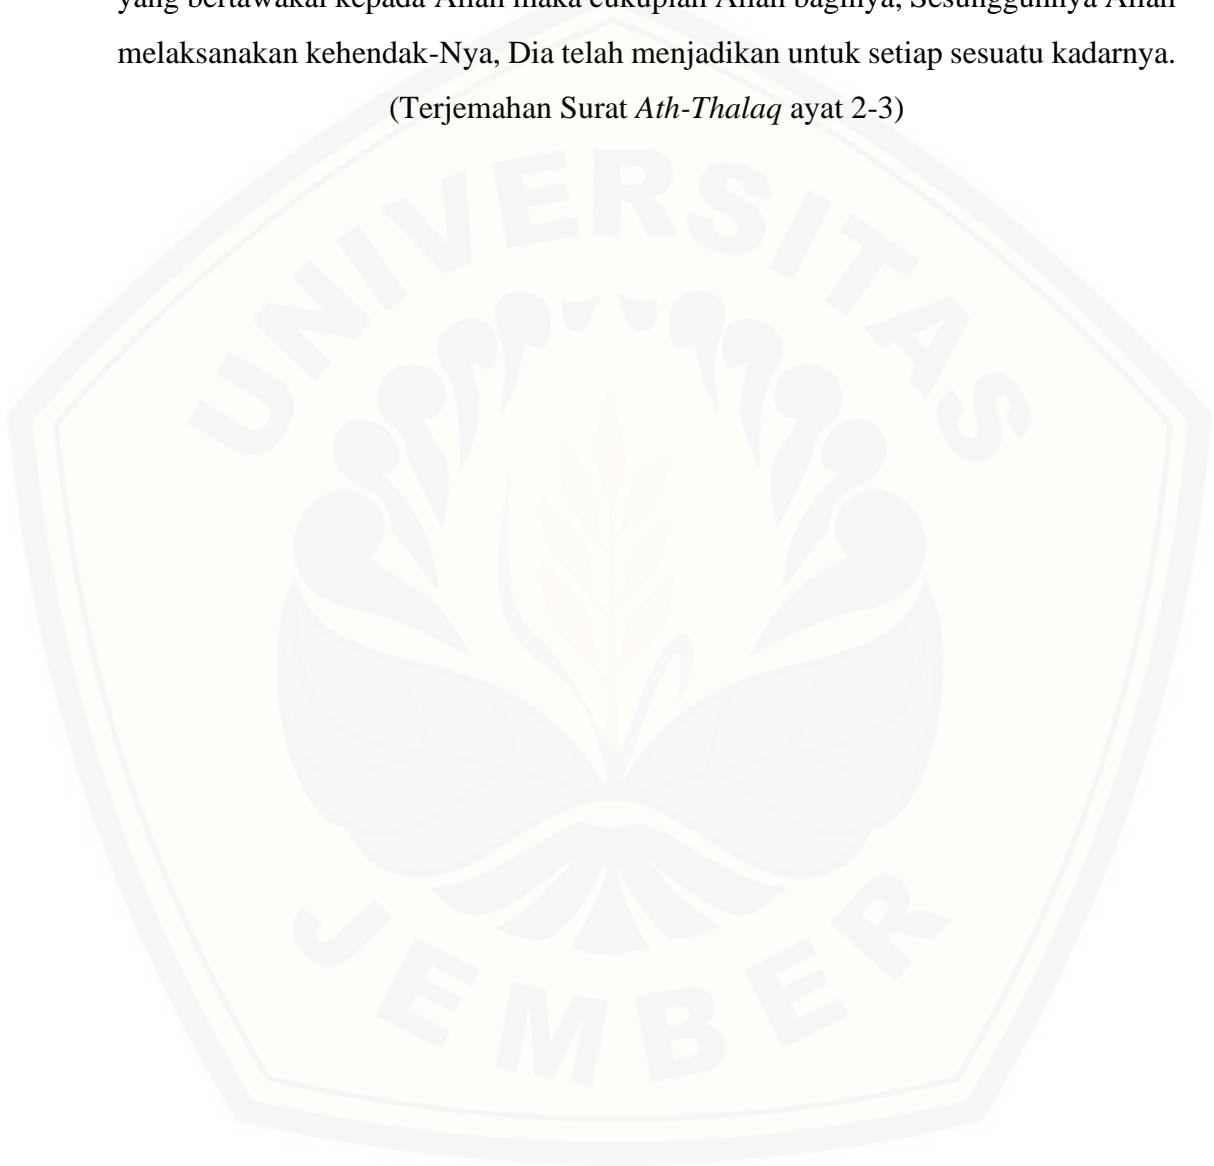 yang bertawakal kepada Allah maka cukuplah Allah baginya, Sesungguhnya Allah
melaksanakan kehendak-Nya, Dia telah menjadikan untuk setiap sesuatu kadarnya.
(Terjemahan Surat Ath-Thalaq ayat 2-3)
UNIVERSITAS
JEMBER